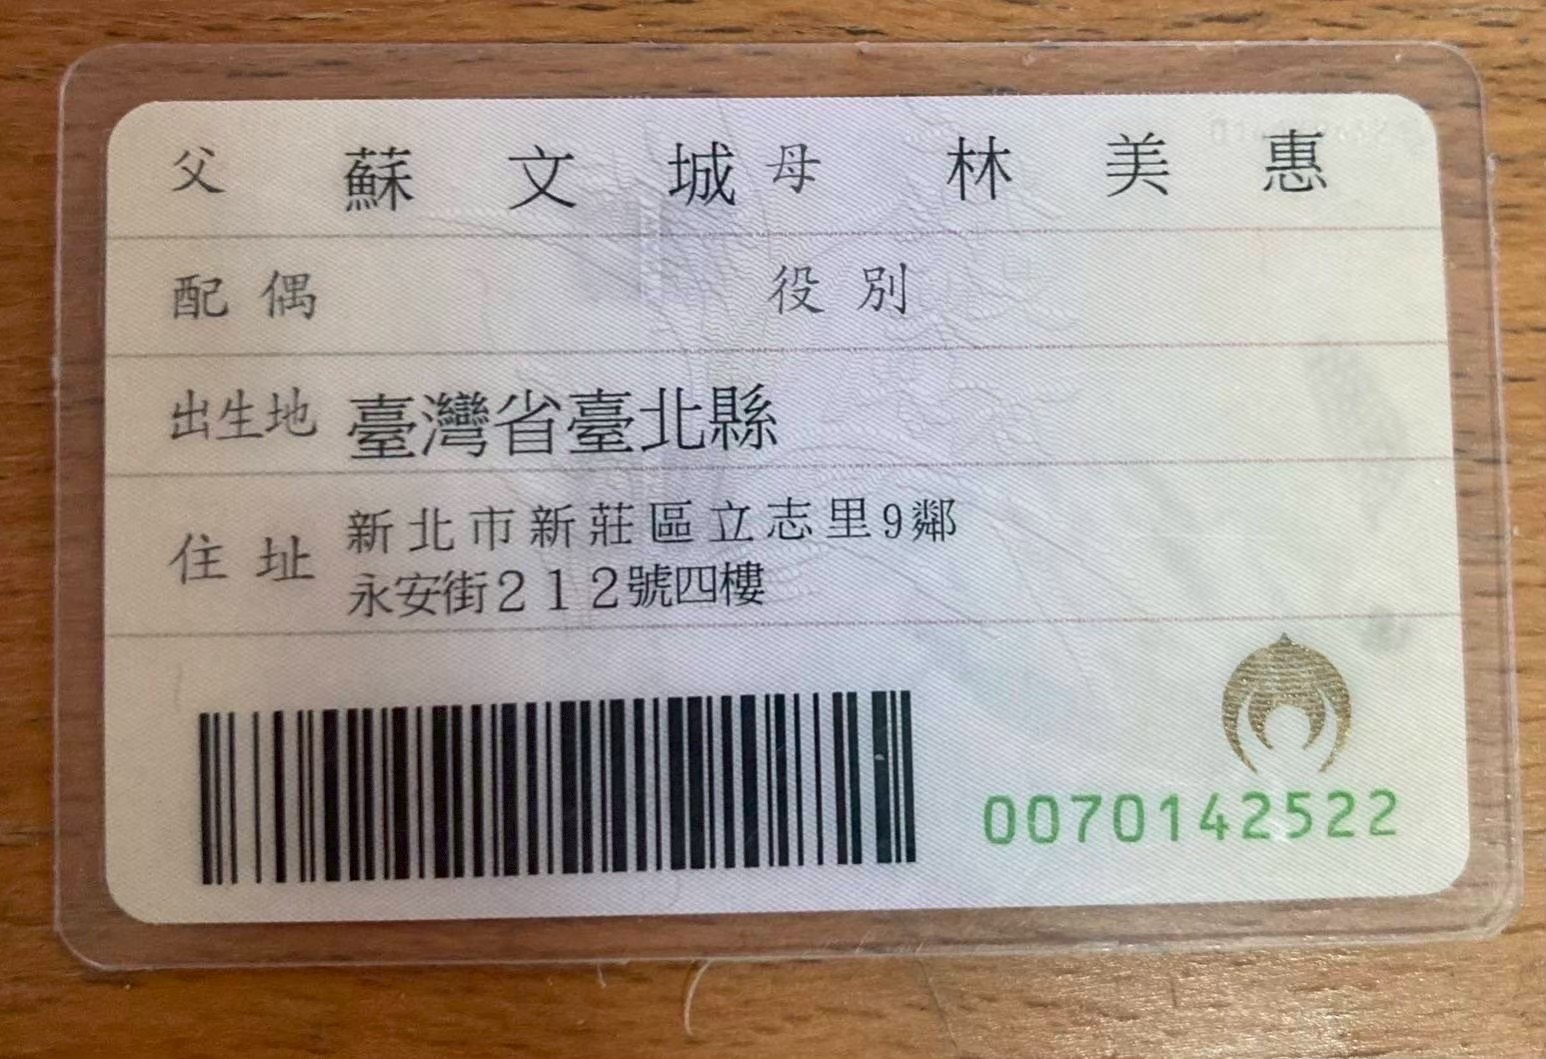 父 蘇文城 母 林美惠
配偶 役別
出生地 臺灣省臺北縣
住址 新北市新莊區立志里9鄰
永安街212號四樓
0070142522